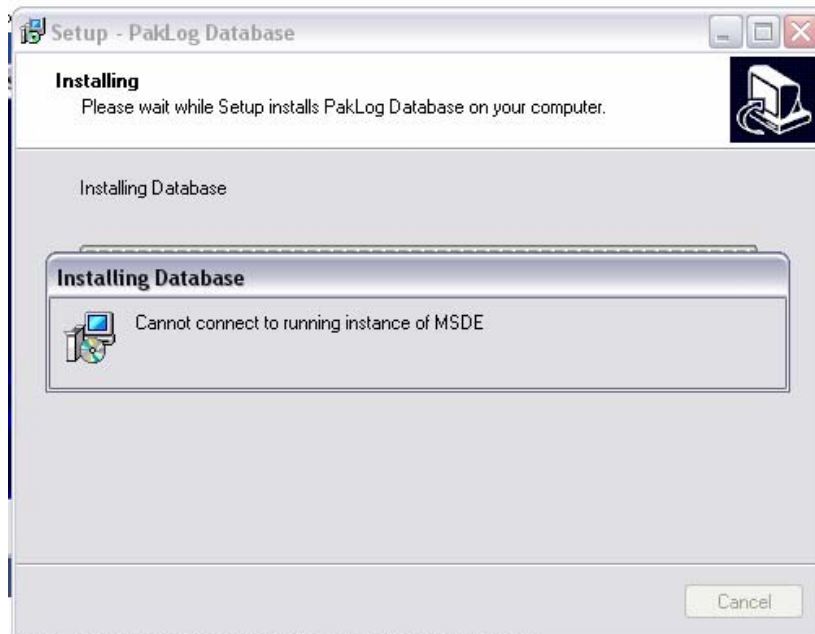 Setup - PakLog Database
Installing
Please wait while Setup installs PakLog Database on your computer.
Installing Database
Installing Database
Cannot connect to running instance of MSDE
Cancel